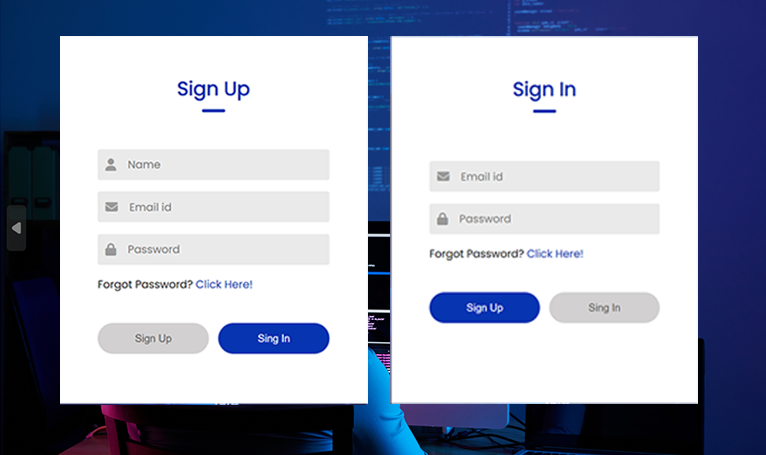 Sign Up
Name
Email id
Password
Forgot Password? Click Here!
Sign Up
Sing In
Sign In
Email id
Password
Forgot Password? Click Here!
Sign Up
Sing In